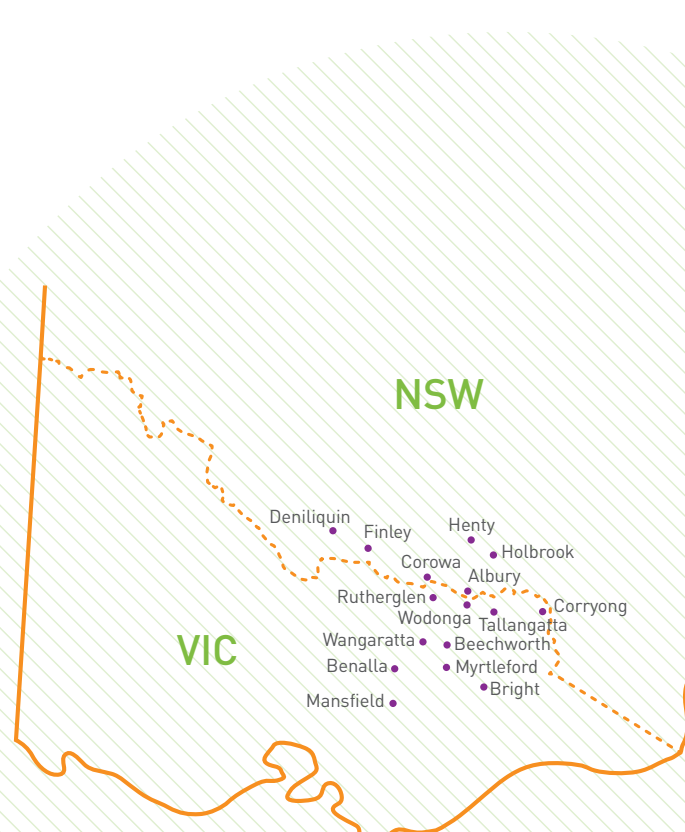 NSW
Deniliquin
Finley
Henty
Holbrook
Corowa
Albury
Rutherglen
Corryong
Wodonga
Tallangatta
VIC
Wangaratta
Beechworth
Benalla
Myrtleford
Bright
Mansfield